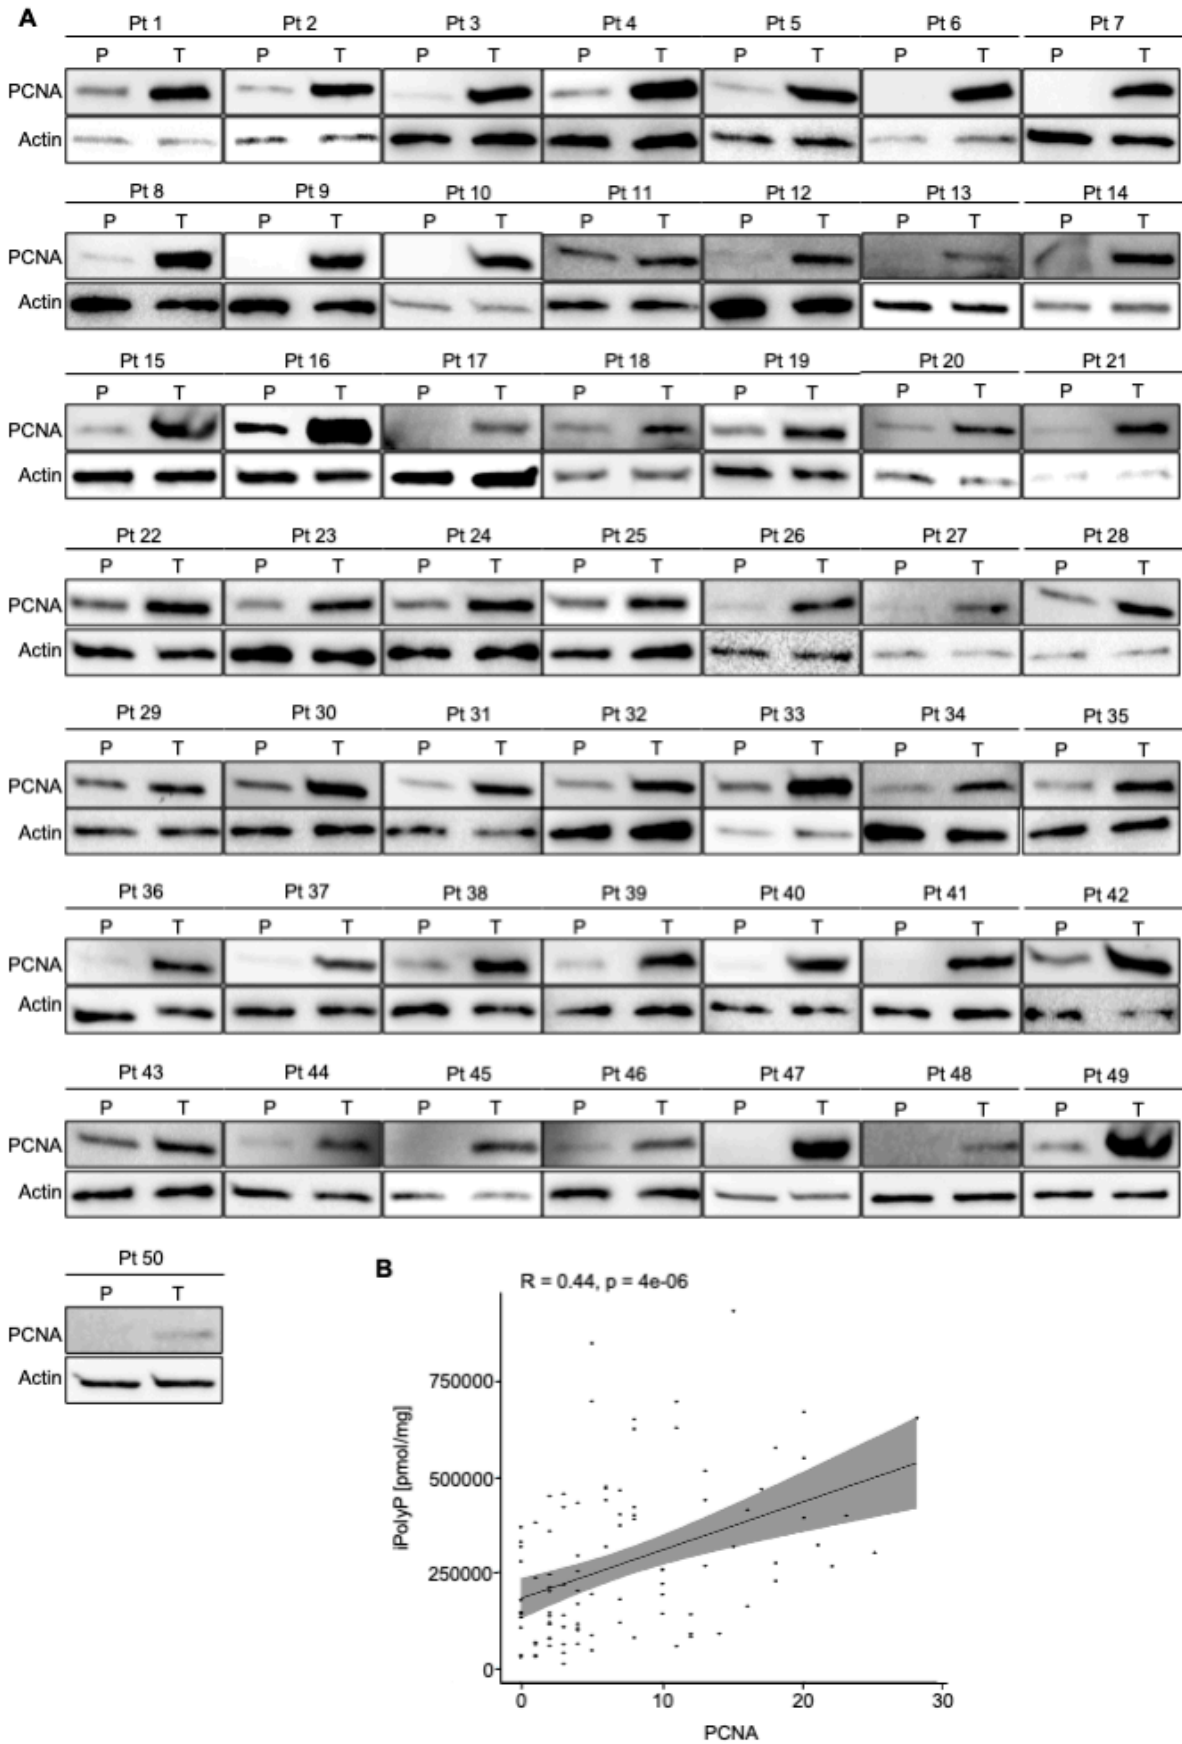 A
Pt 1 Pt 2 Pt 3 Pt 4 Pt 5 Pt 6 Pt 7
P T P T P T P T P T P T P T
PCNA
Actin
Pt 8 Pt 9 Pt 10 Pt 11 Pt 12 Pt 13 Pt 14
P T P T P T P T P T P T P T
PCNA
Actin
Pt 15 Pt 16 Pt 17 Pt 18 Pt 19 Pt 20 Pt 21
P T P T P T P T P T P T P T
PCNA
Actin
Pt 22 Pt 23 Pt 24 Pt 25 Pt 26 Pt 27 Pt 28
P T P T P T P T P T P T P T
PCNA
Actin
Pt 29 Pt 30 Pt 31 Pt 32 Pt 33 Pt 34 Pt 35
P T P T P T P T P T P T P T
PCNA
Actin
Pt 36 Pt 37 Pt 38 Pt 39 Pt 40 Pt 41 Pt 42
P T P T P T P T P T P T P T
PCNA
Actin
Pt 43 Pt 44 Pt 45 Pt 46 Pt 47 Pt 48 Pt 49
P T P T P T P T P T P T P T
PCNA
Actin
Pt 50
P T
PCNA
Actin
B
R = 0.44, p = 4e-06
iPolyP [pmol/mg]
750000
500000
250000
0
0 10 20 30
PCNA